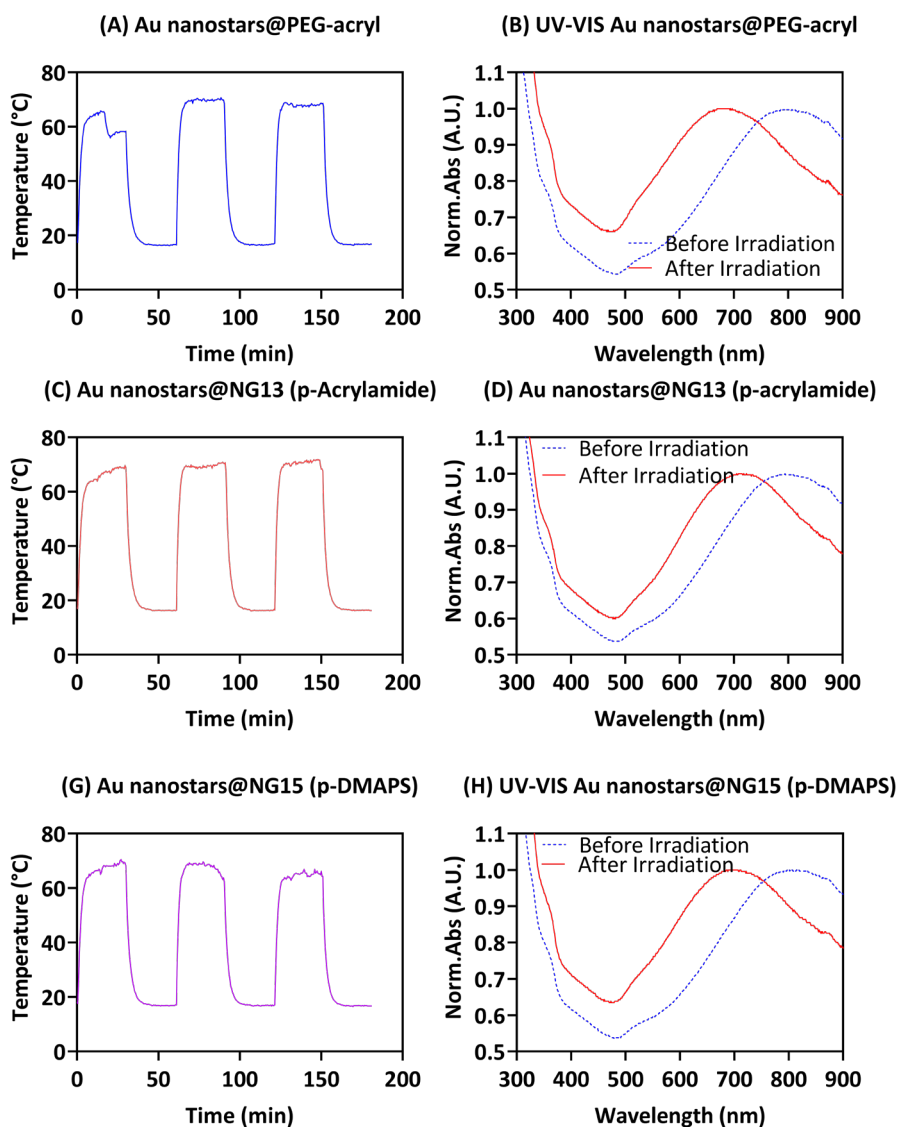 (A) Au nanostars@PEG-acryl
Temperature (°C)
80
60
40
20
0
0 50 100 150 200
Time (min)
(B) UV-VIS Au nanostars@PEG-acryl
Norm.Abs (A.U.)
1.1
1.0
0.9
0.8
0.7
0.6
0.5
Before Irradiation
After Irradiation
300 400 500 600 700 800 900
Wavelength (nm)
(C) Au nanostars@NG13 (p-Acrylamide)
Temperature (°C)
80
60
40
20
0
0 50 100 150 200
Time (min)
(D) Au nanostars@NG13 (p-acrylamide)
Norm.Abs (A.U.)
1.1
1.0
0.9
0.8
0.7
0.6
0.5
Before Irradiation
After Irradiation
300 400 500 600 700 800 900
Wavelength (nm)
(G) Au nanostars@NG15 (p-DMAPS)
Temperature (°C)
80
60
40
20
0
0 50 100 150 200
Time (min)
(H) UV-VIS Au nanostars@NG15 (p-DMAPS)
Norm.Abs (A.U.)
1.1
1.0
0.9
0.8
0.7
0.6
0.5
Before Irradiation
After Irradiation
300 400 500 600 700 800 900
Wavelength (nm)